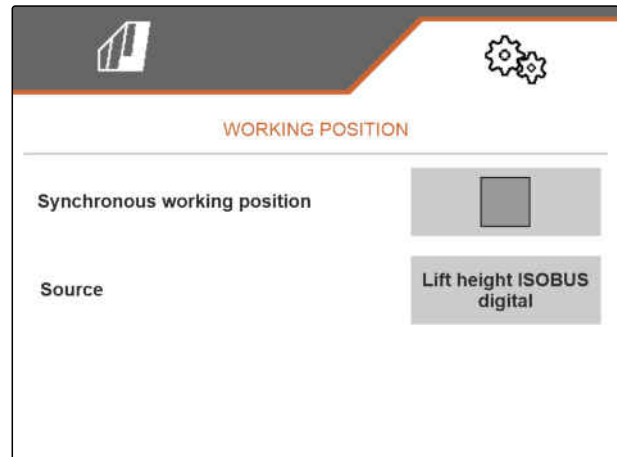 WORKING POSITION
Synchronous working position
Source
Lift height ISOBUS
digital